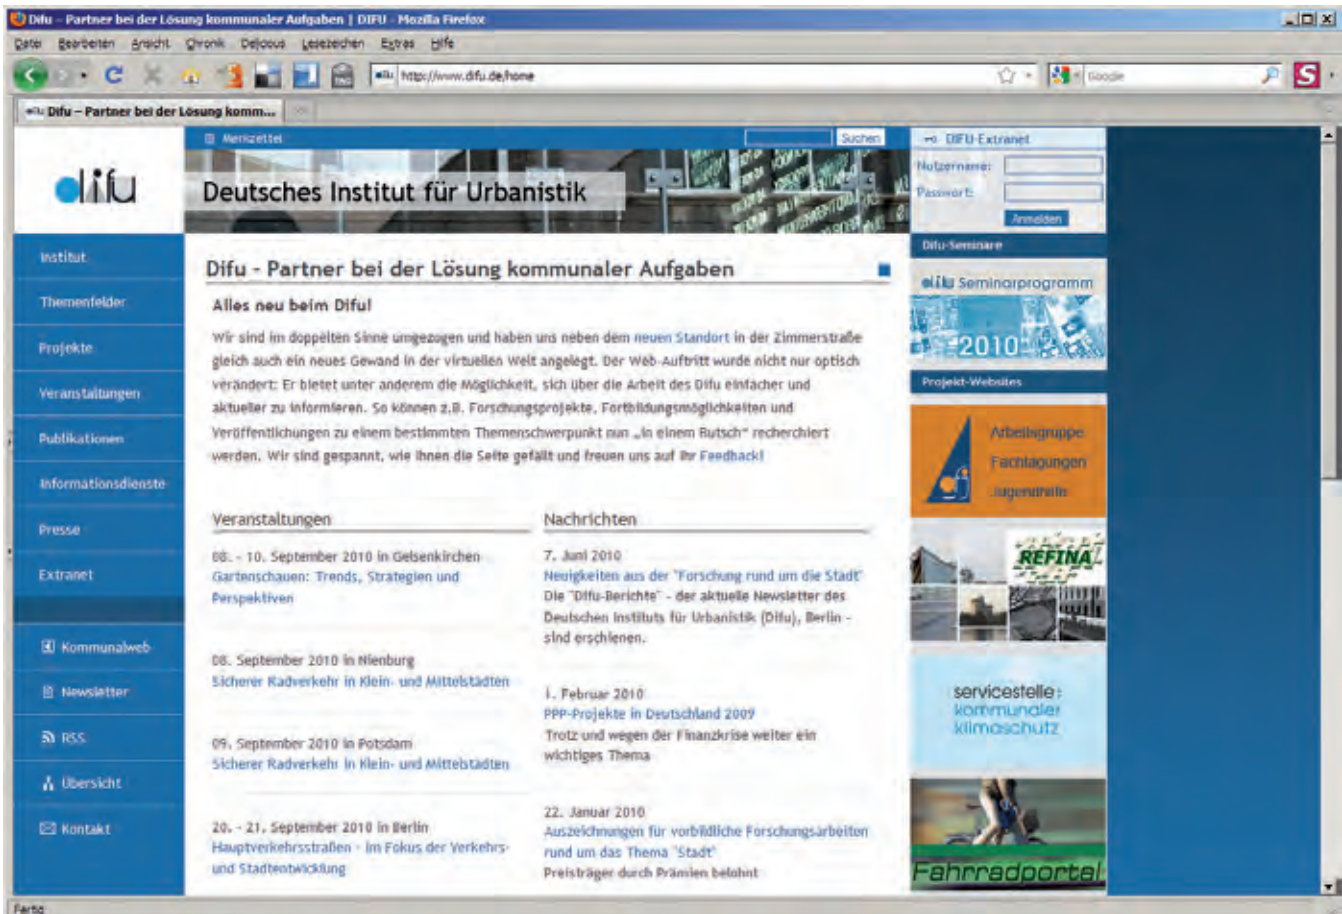 Difu – Partner bei der Lösung kommunaler Aufgaben | DIFU - Mozilla Firefox
Datei Bearbeiten Ansicht Chronik Delicious Lesezeichen Extras Hilfe
http://www.difu.de/home
Google
Difu – Partner bei der Lösung komm...
Merkzettel
Suchen
difu
Deutsches Institut für Urbanistik
Institut
Themenfelder
Projekte
Veranstaltungen
Publikationen
Informationsdienste
Presse
Extranet
Kommunalweb
Newsletter
RSS
Übersicht
Kontakt
Difu - Partner bei der Lösung kommunaler Aufgaben
Alles neu beim Difu!
Wir sind im doppelten Sinne umgezogen und haben uns neben dem neuen Standort in der Zimmerstraße
gleich auch ein neues Gewand in der virtuellen Welt angelegt. Der Web-Auftritt wurde nicht nur optisch
verändert: Er bietet unter anderem die Möglichkeit, sich über die Arbeit des Difu einfacher und
aktueller zu informieren. So können z.B. Forschungsprojekte, Fortbildungsmöglichkeiten und
Veröffentlichungen zu einem bestimmten Themenschwerpunkt nun „in einem Rutsch“ recherchiert
werden. Wir sind gespannt, wie Ihnen die Seite gefällt und freuen uns auf Ihr Feedback!
Veranstaltungen
08. - 10. September 2010 in Gelsenkirchen
Gartenschauen: Trends, Strategien und
Perspektiven
08. September 2010 in Nienburg
Sicherer Radverkehr in Klein- und Mittelstädten
09. September 2010 in Potsdam
Sicherer Radverkehr in Klein- und Mittelstädten
20. - 21. September 2010 in Berlin
Hauptverkehrsstraßen - im Fokus der Verkehrs-
und Stadtentwicklung
Nachrichten
7. Juni 2010
Neuigkeiten aus der "Forschung rund um die Stadt"
Die "Difu-Berichte" - der aktuelle Newsletter des
Deutschen Instituts für Urbanistik (Difu), Berlin -
sind erschienen.
1. Februar 2010
PPP-Projekte in Deutschland 2009
Trotz und wegen der Finanzkrise weiter ein
wichtiges Thema
22. Januar 2010
Auszeichnungen für vorbildliche Forschungsarbeiten
rund um das Thema "Stadt"
Preisträger durch Prämien belohnt
DIFU-Extranet
Nutzername:
Passwort:
Anmelden
Difu-Seminare
difu Seminarprogramm
2010
Projekt-Websites
Arbeitsgruppe
Fachtagungen
Jugendhilfe
REFINA
servicestelle:
kommunaler
klimaschutz
Fahrradportal
Fertig